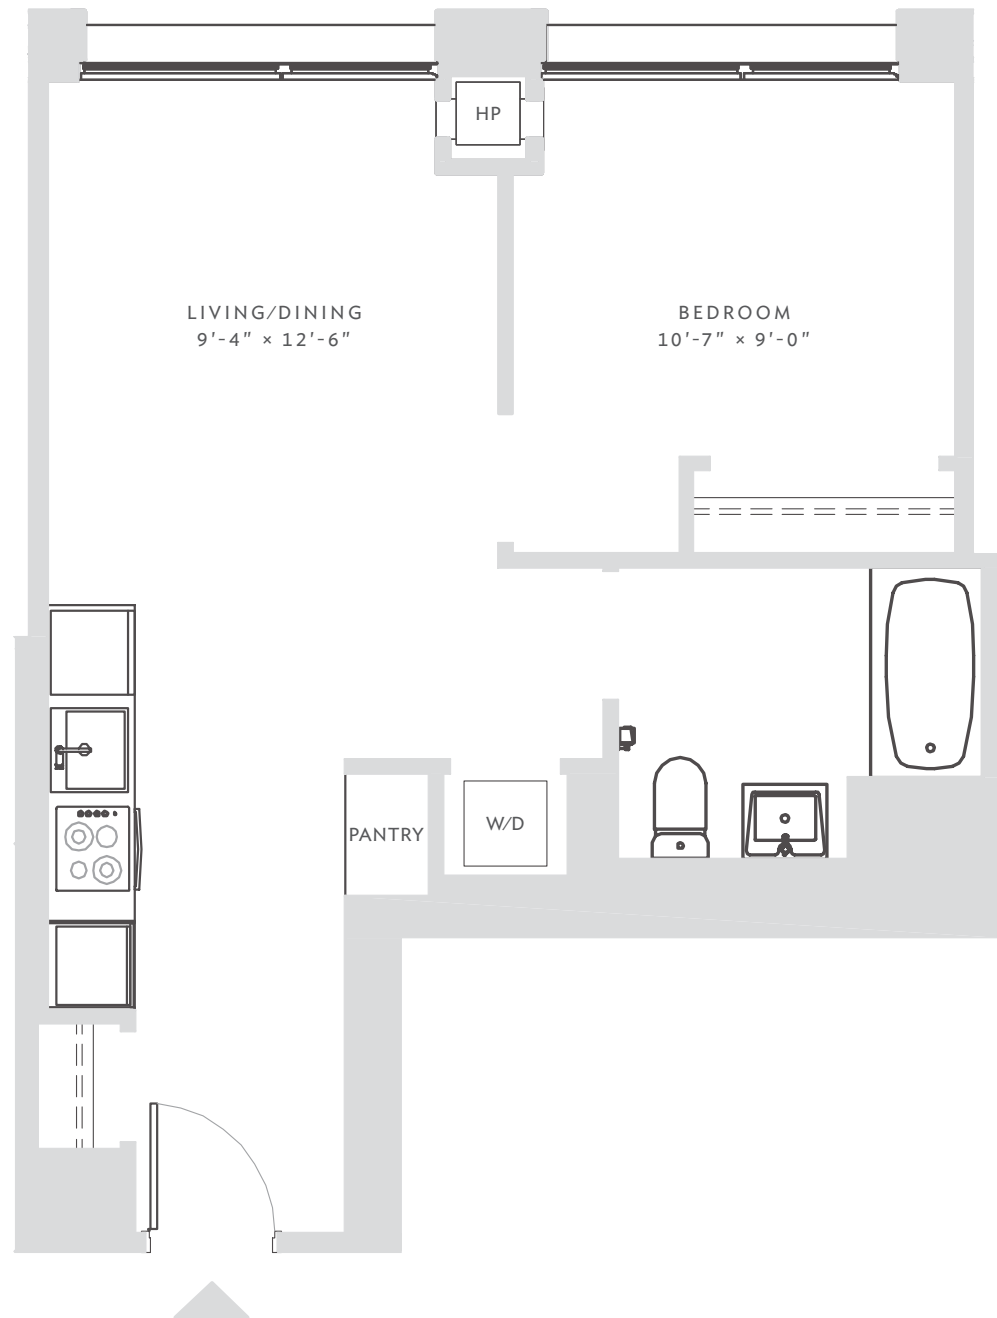 HP
LIVING/DINING
9'-4" × 12'-6"
BEDROOM
10'-7" × 9'-0"
PANTRY
W/D